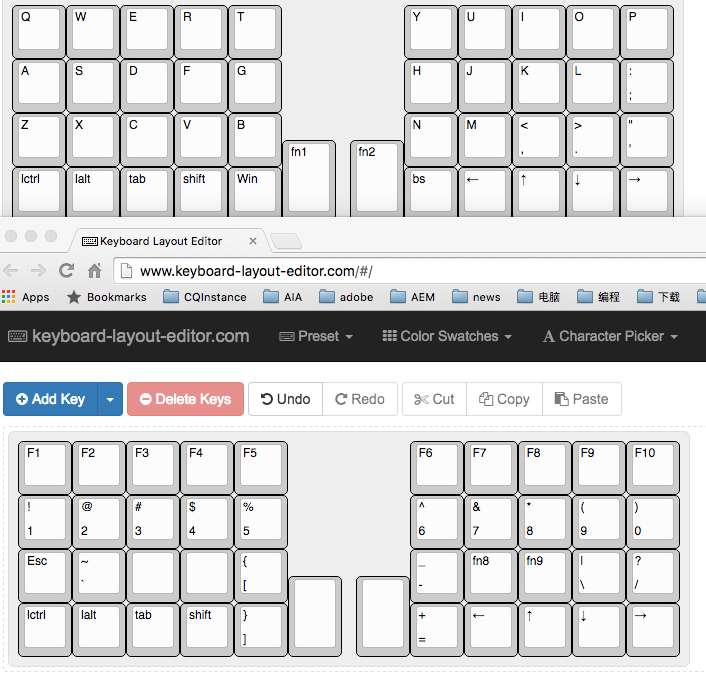 Q W E R T Y U I O P
A S D F G H J K L :
;
Z X C V B N M < > "
, . '
fn1 fn2
lctrl lalt tab shift Win bs ← ↑ ↓ →
Keyboard Layout Editor
www.keyboard-layout-editor.com/#/
Apps Bookmarks CQInstance AIA adobe AEM news 电脑 编程 下载
keyboard-layout-editor.com Preset Color Swatches Character Picker
Add Key Delete Keys Undo Redo Cut Copy Paste
F1 F2 F3 F4 F5 F6 F7 F8 F9 F10
! @ # $ % ^ & * ( )
1 2 3 4 5 6 7 8 9 0
Esc ~ { _ fn8 fn9 | ?
` [ - \ /
lctrl lalt tab shift } + ← ↑ ↓ →
] =